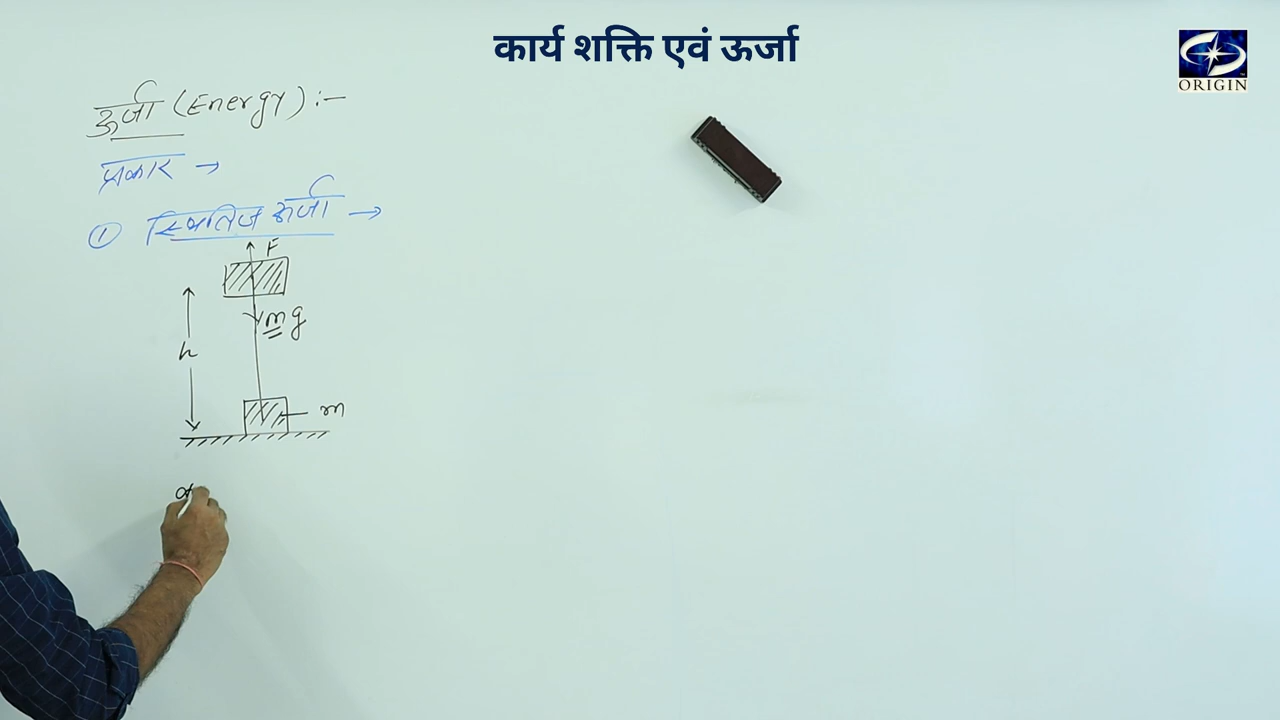 कार्य शक्ति एवं ऊर्जा
ORIGIN
ऊर्जा (Energy) :-
प्रकार →
① स्थितिज ऊर्जा →
F
mg
h
m